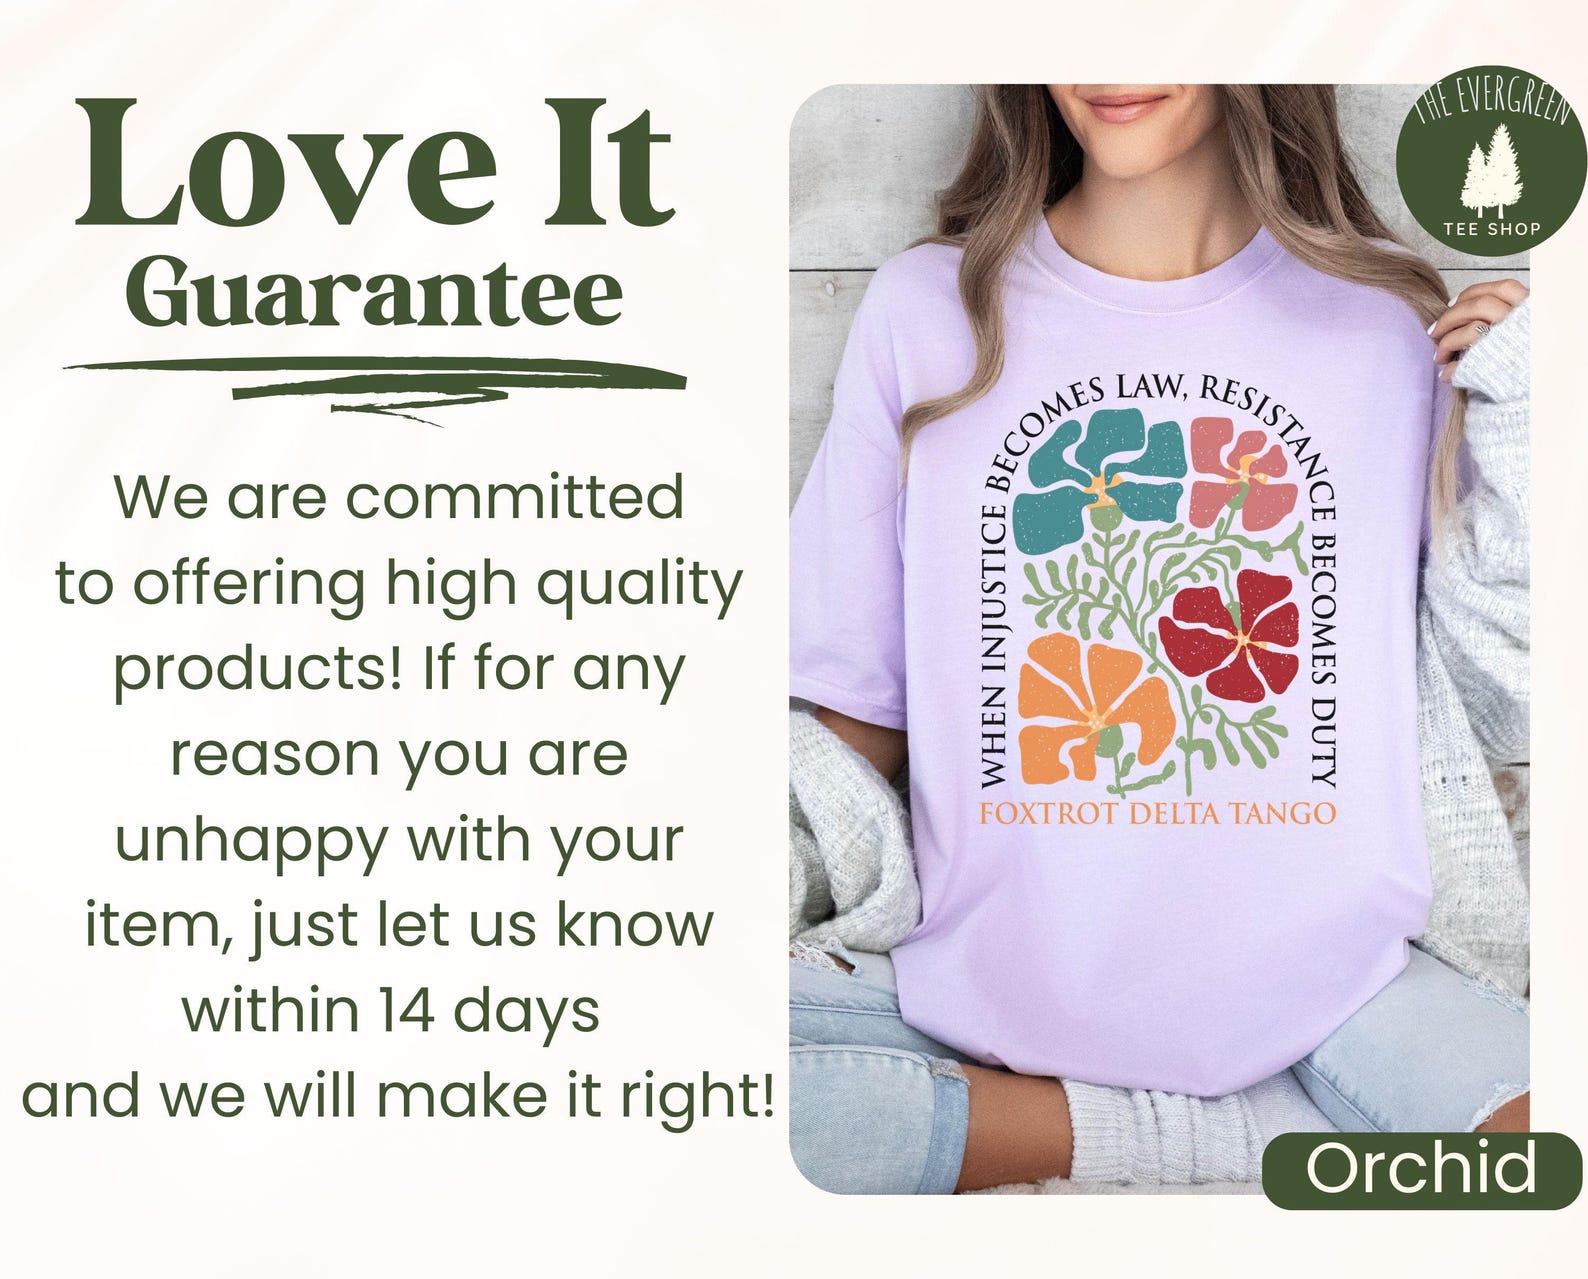 Love It
Guarantee
We are committed
to offering high quality
products! If for any
reason you are
unhappy with your
item, just let us know
within 14 days
and we will make it right!
THE EVERGREEN
TEE SHOP
WHEN INJUSTICE BECOMES LAW, RESISTANCE BECOMES DUTY
FOXTROT DELTA TANGO
Orchid